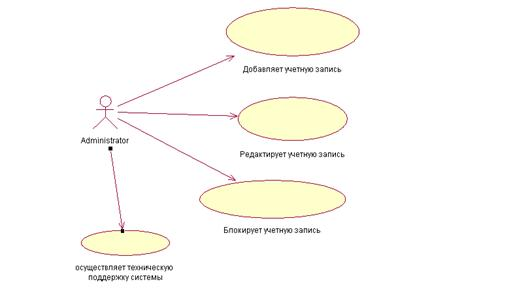 Добавляет учетную запись
Administrator
Редактирует учетную запись
Блокирует учетную запись
осуществляет техническую
поддержку системы